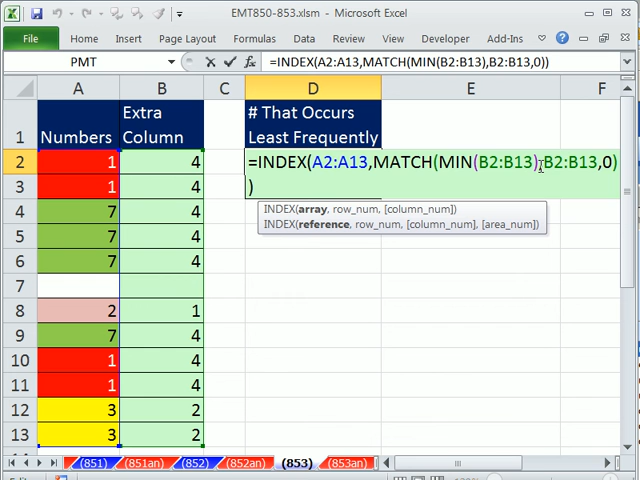 EMT850-853.xlsm - Microsoft Excel
File Home Insert Page Layout Formulas Data Review View Developer Add-Ins
PMT =INDEX(A2:A13,MATCH(MIN(B2:B13),B2:B13,0))
A B C D E F
1 Numbers Extra Column # That Occurs Least Frequently
2 1 4 =INDEX(A2:A13,MATCH(MIN(B2:B13),B2:B13,0)
3 1 4 )
INDEX(array, row_num, [column_num])
INDEX(reference, row_num, [column_num], [area_num])
4 7 4
5 7 4
6 7 4
7
8 2 1
9 7 4
10 1 4
11 1 4
12 3 2
13 3 2
(851) (851an) (852) (852an) (853) (853an)